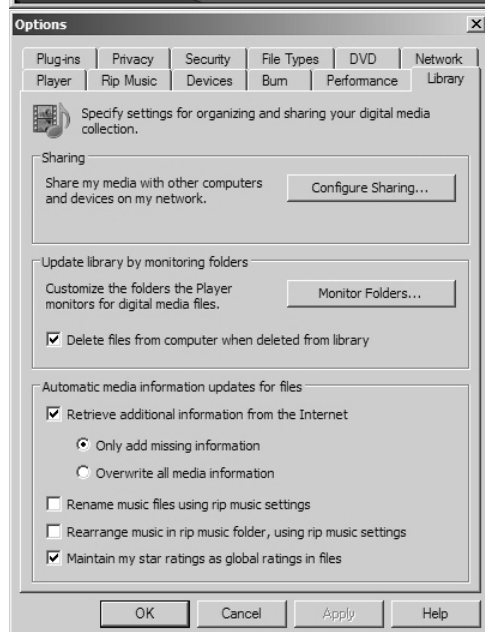 Options
Plug-ins Privacy Security File Types DVD Network
Player Rip Music Devices Burn Performance Library
Specify settings for organizing and sharing your digital media
collection.
Sharing
Share my media with other computers
and devices on my network.
Configure Sharing...
Update library by monitoring folders
Customize the folders the Player
monitors for digital media files.
Monitor Folders...
Delete files from computer when deleted from library
Automatic media information updates for files
Retrieve additional information from the Internet
Only add missing information
Overwrite all media information
Rename music files using rip music settings
Rearrange music in rip music folder, using rip music settings
Maintain my star ratings as global ratings in files
OK Cancel Apply Help